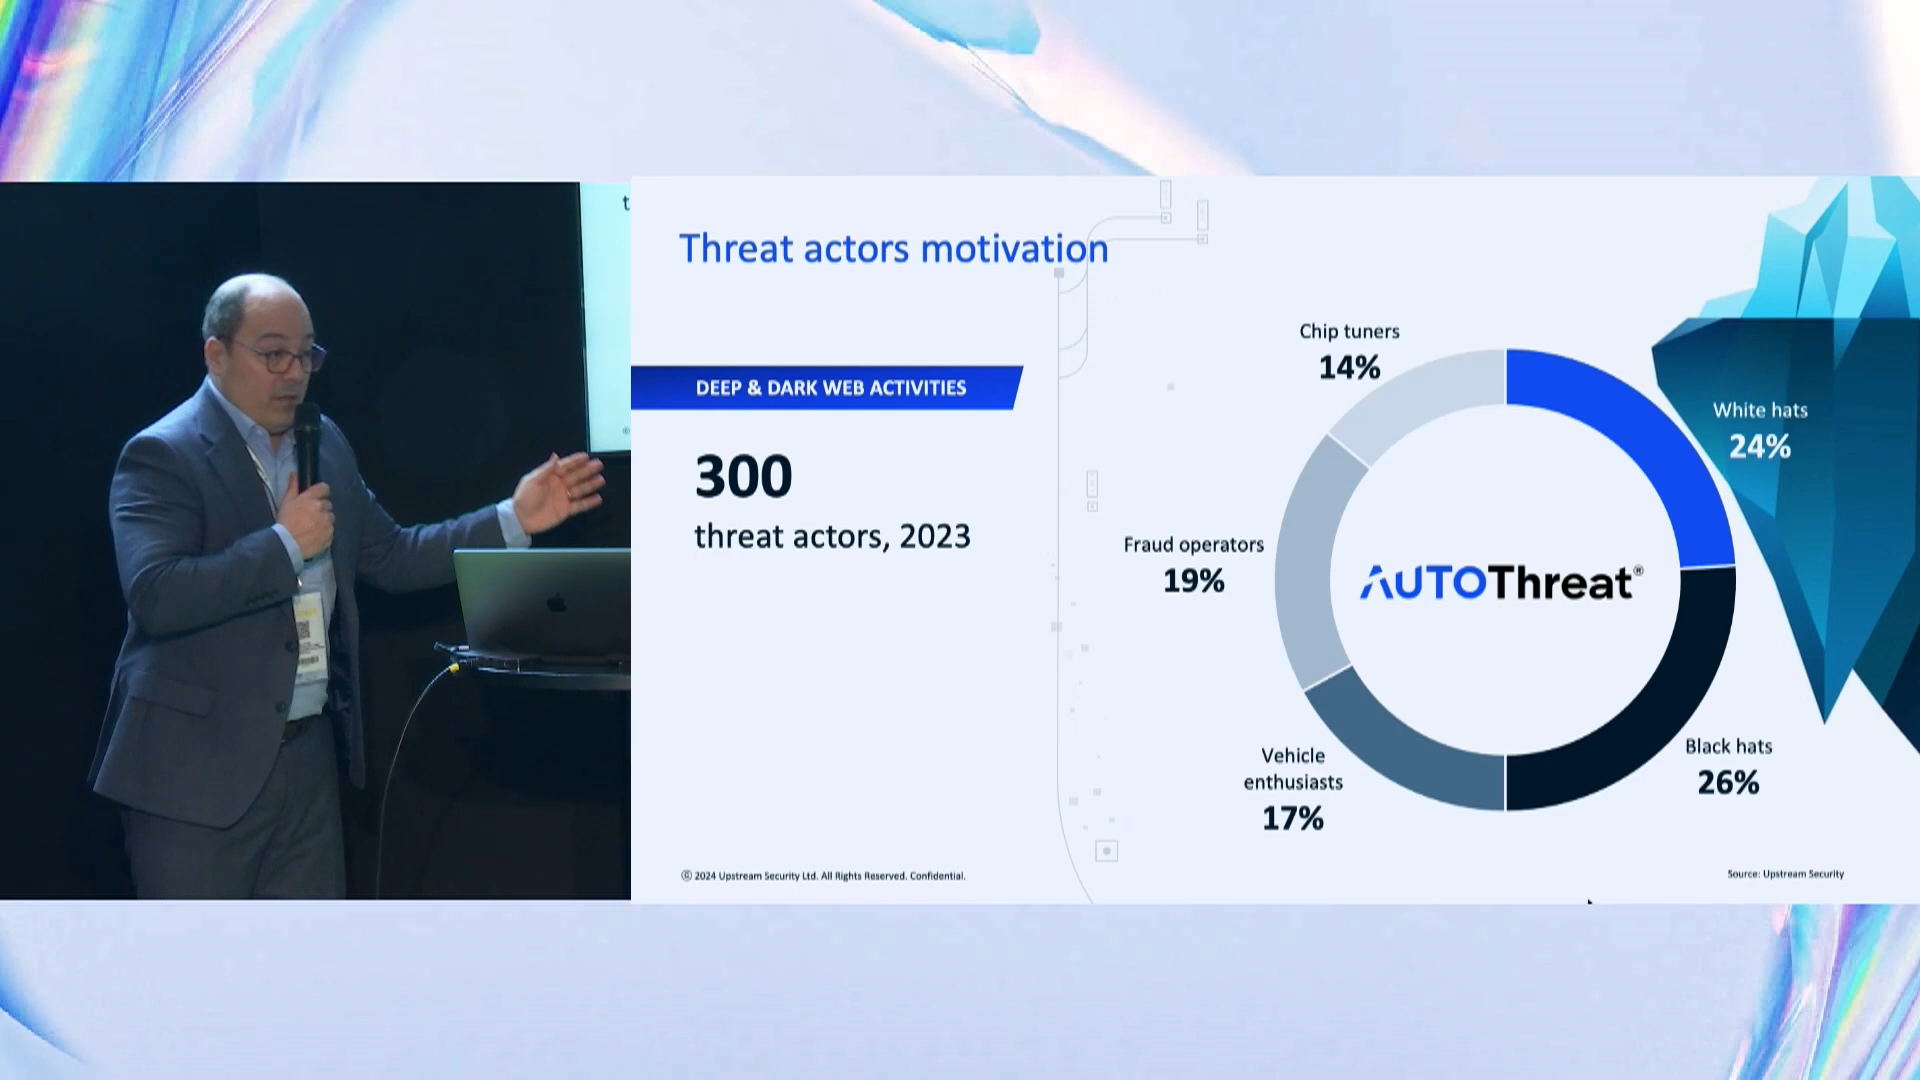 Threat actors motivation
DEEP & DARK WEB ACTIVITIES
300
threat actors, 2023
Chip tuners
14%
White hats
24%
Fraud operators
19%
AUTOThreat®
Vehicle
enthusiasts
17%
Black hats
26%
© 2024 Upstream Security Ltd. All Rights Reserved. Confidential.
Source: Upstream Security